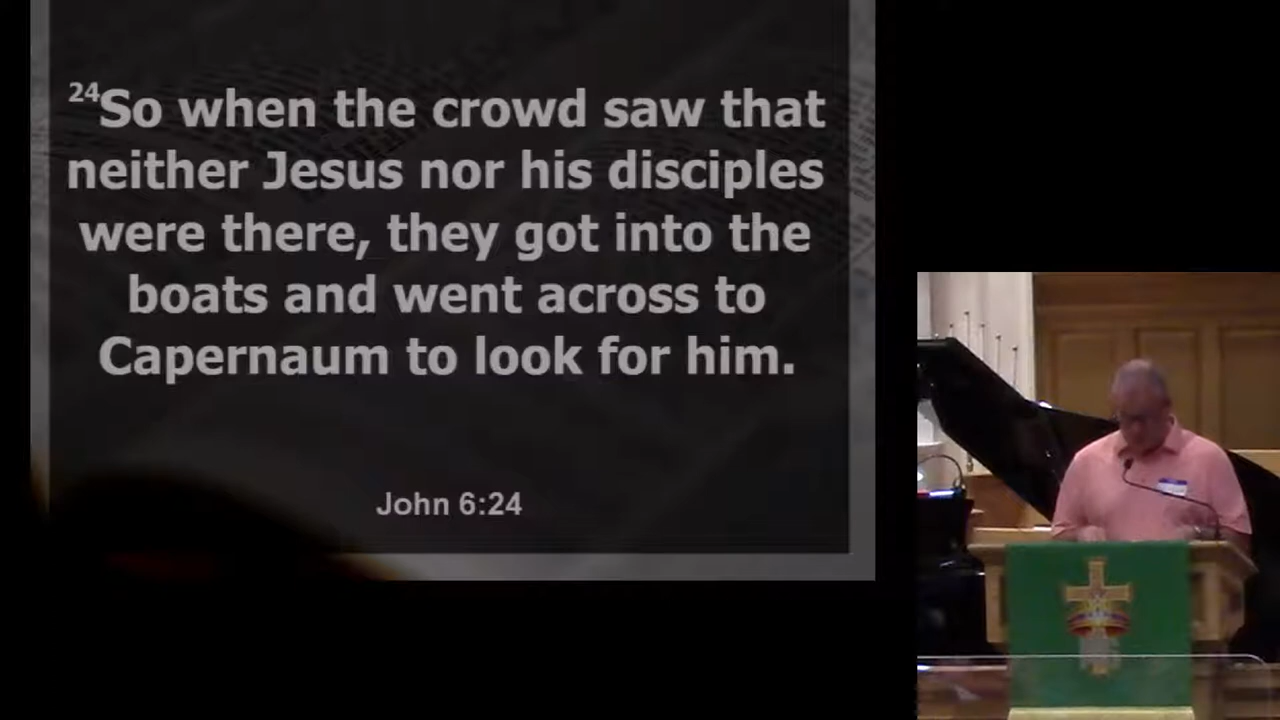 24So when the crowd saw that
neither Jesus nor his disciples
were there, they got into the
boats and went across to
Capernaum to look for him.
John 6:24